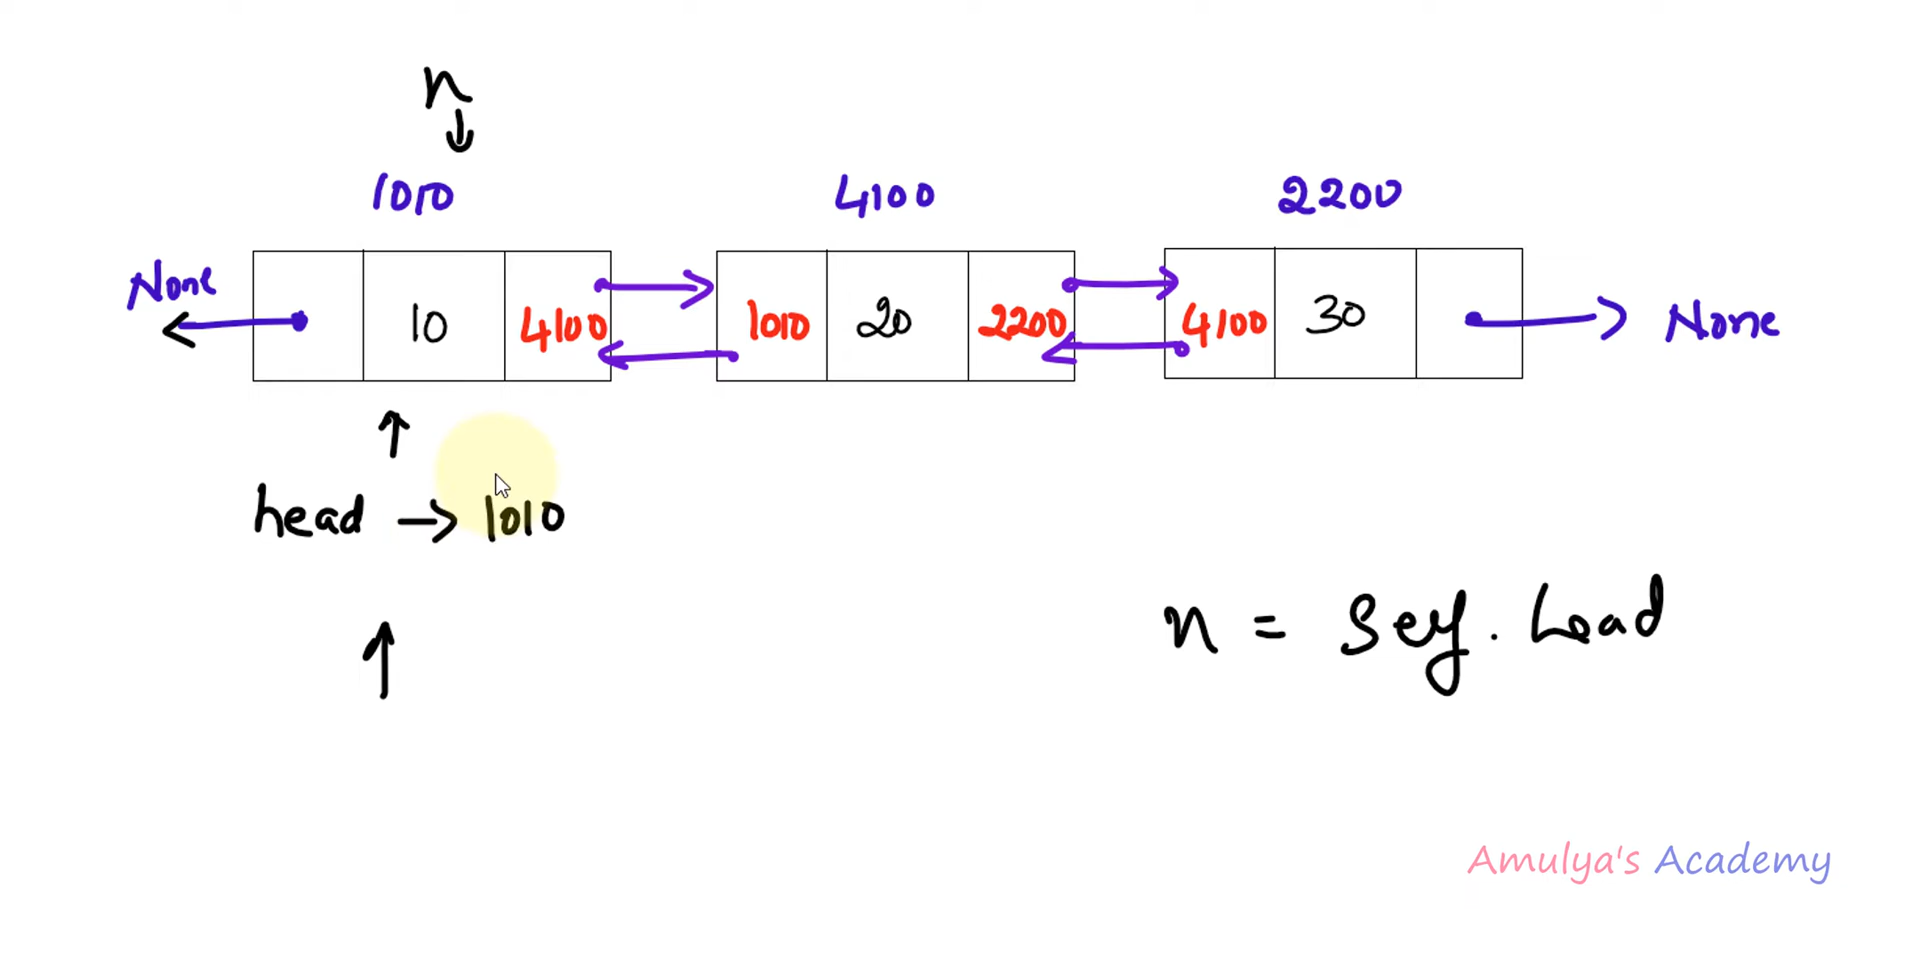 n
1010 4100 2200
None 10 4100 1010 20 2200 4100 30 None
head → 1010
n = self.head
Amulya's Academy